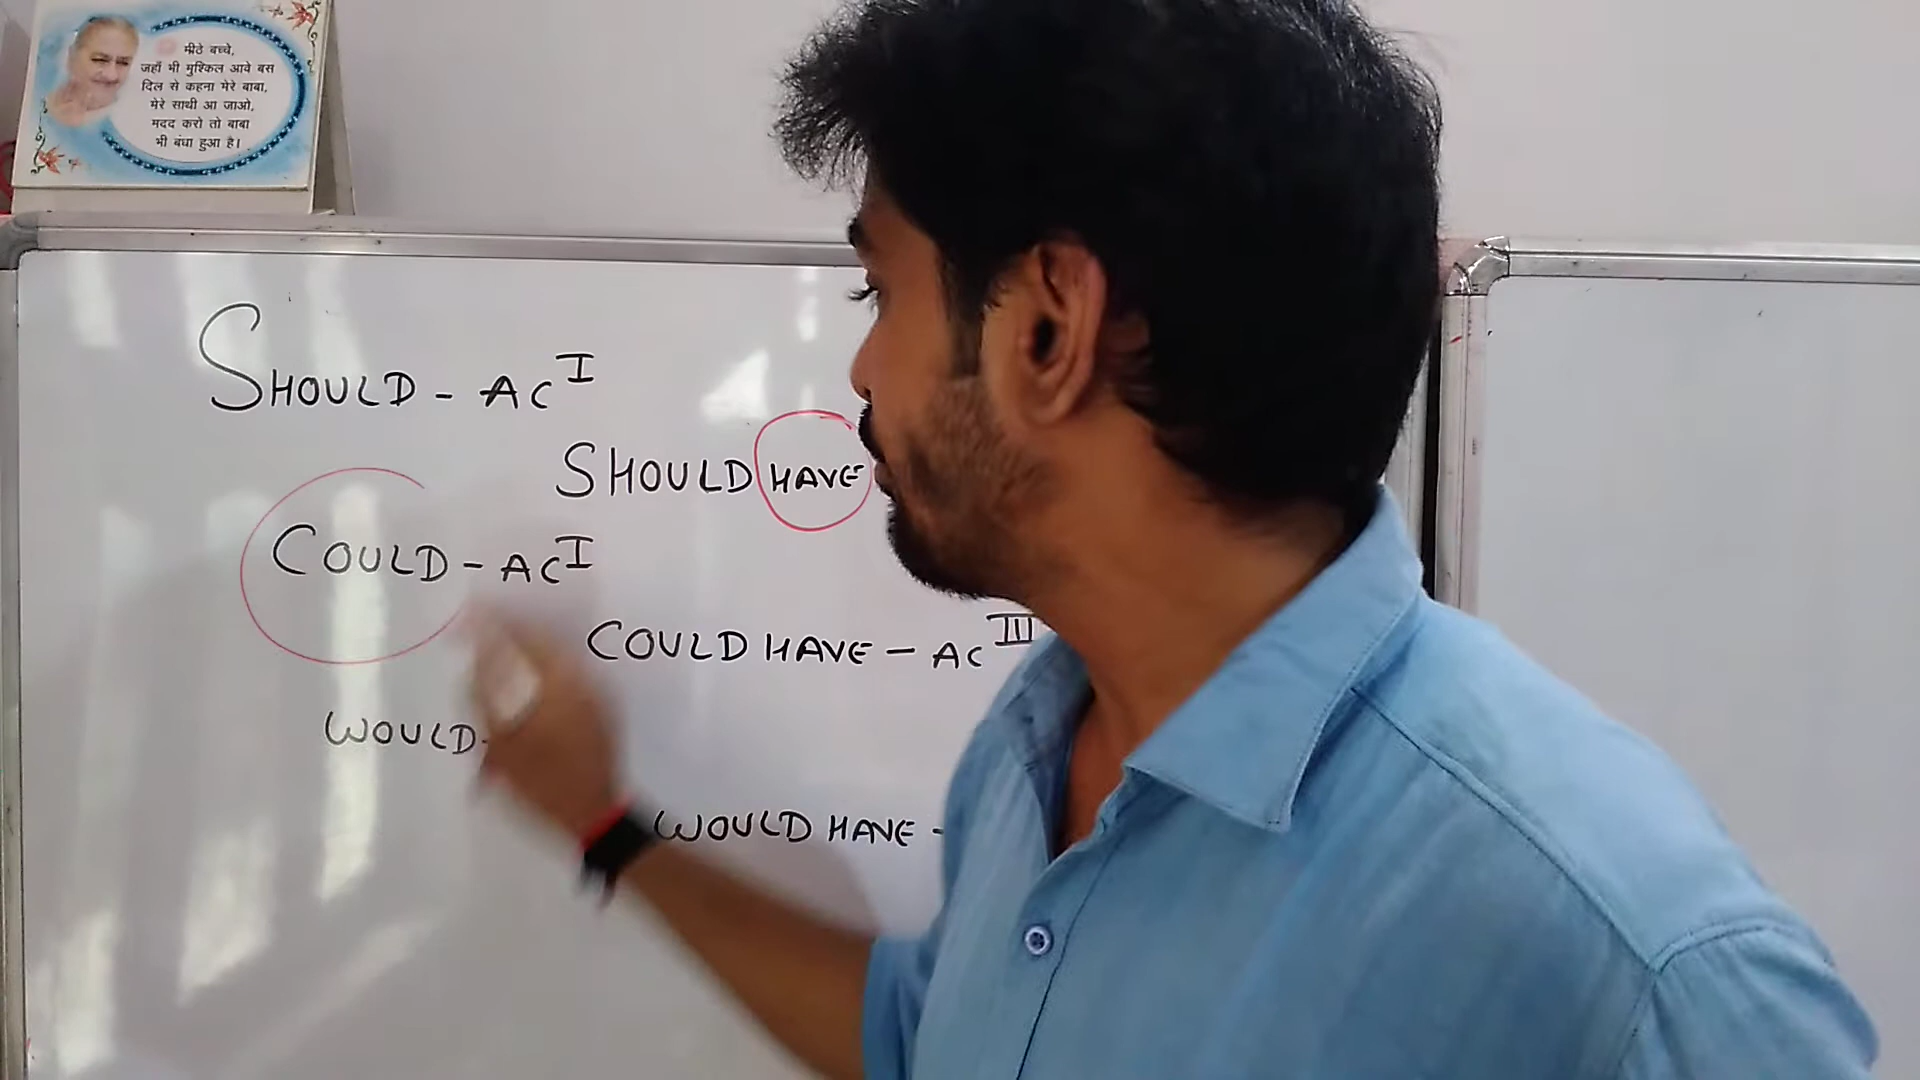 मीठे बच्चे,
जहाँ भी मुश्किल आवे बस
दिल से कहना मेरे बाबा,
मेरे साथी आ जाओ,
मदद करो तो बाबा
भी बंधा हुआ है।
SHOULD - AC I
SHOULD HAVE
COULD - AC I
COULD HAVE - AC III
WOULD -
WOULD HAVE -